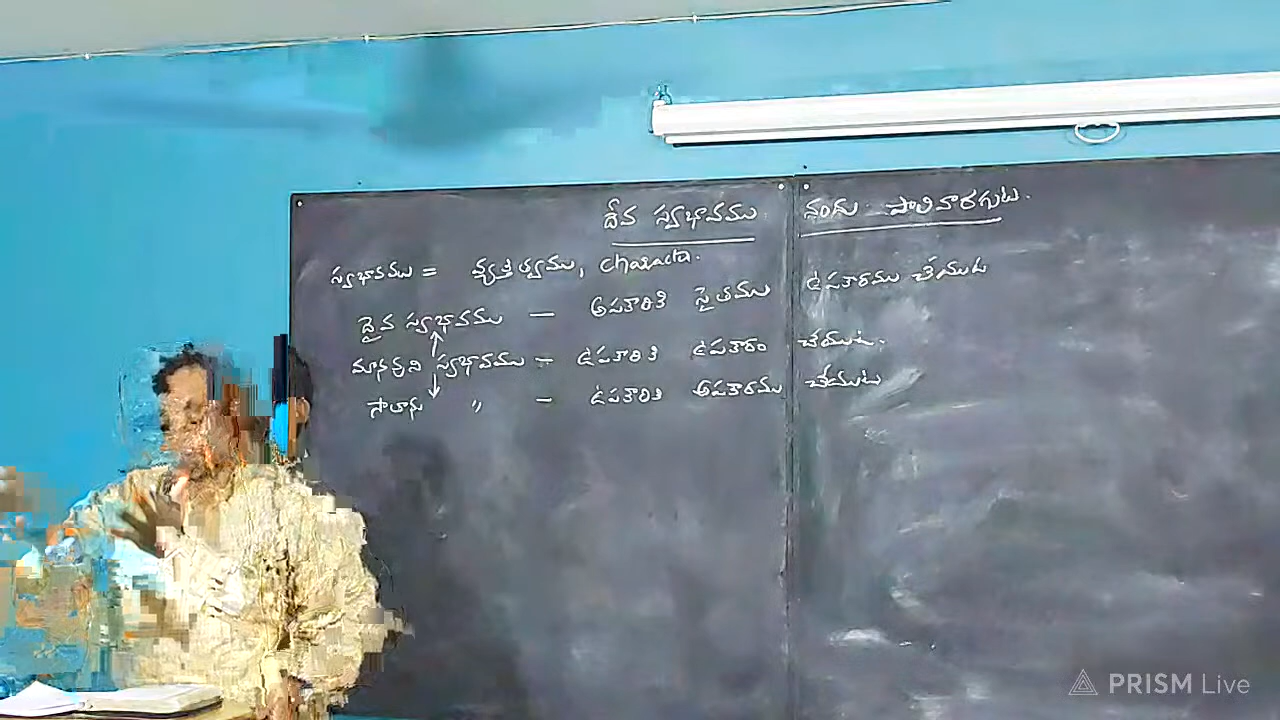 దేవ స్వభావము నందు పాలివారగుట.
స్వభావము = వ్యక్తిత్వము, character.
దైవ స్వభావము — అపకారికి సైతము ఉపకారము చేయుట
మానవుని స్వభావము - ఉపకారికి ఉపకారం చేయుట.
సాతాను " - ఉపకారికి అపకారము చేయుట
PRISM Live